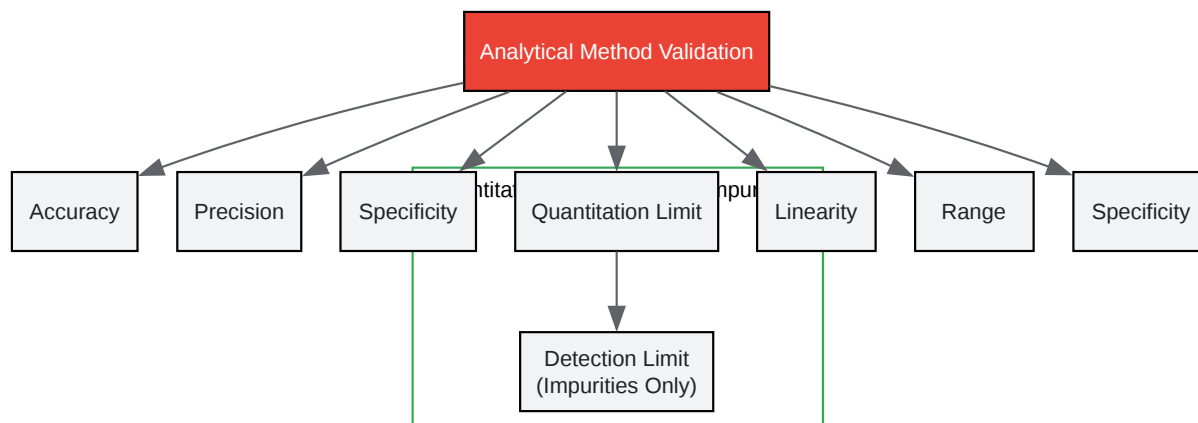 Analytical Method Validation
Accuracy
Precision
Specificity
Quantitation Limit
Linearity
Range
Specificity
Detection Limit
(Impurities Only)